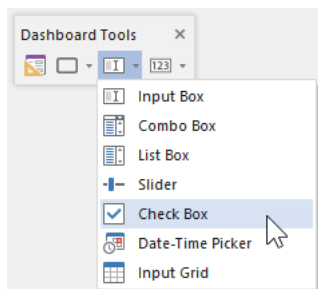 Dashboard Tools
123
Input Box
Combo Box
List Box
Slider
Check Box
Date-Time Picker
Input Grid